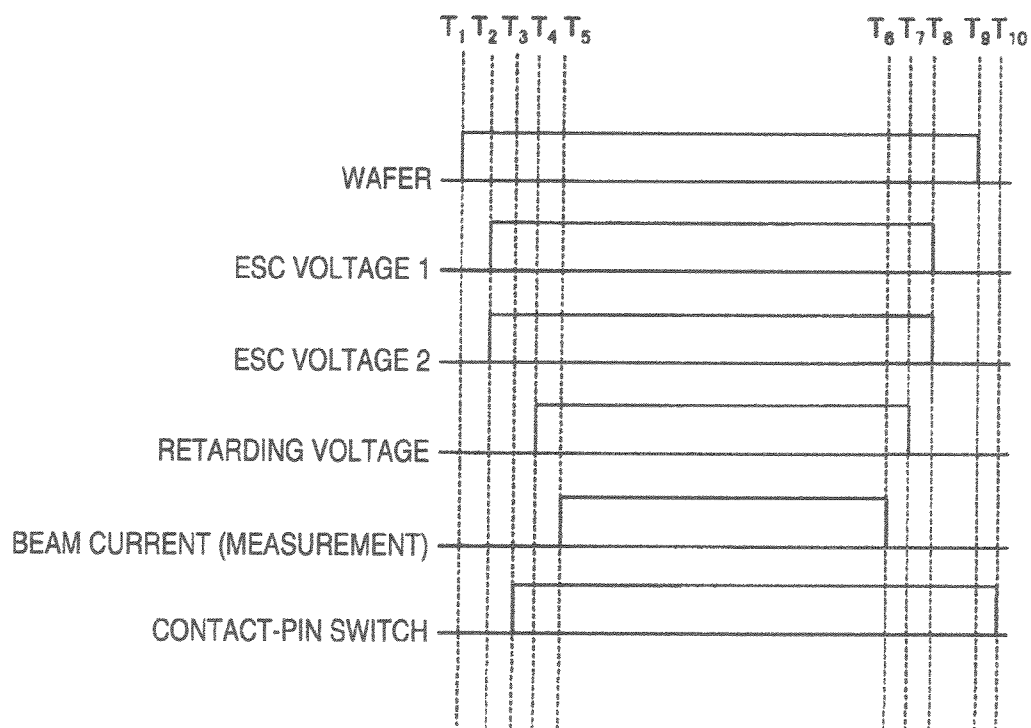 T1 T2 T3 T4 T5 T6 T7 T8 T9 T10
WAFER
ESC VOLTAGE 1
ESC VOLTAGE 2
RETARDING VOLTAGE
BEAM CURRENT (MEASUREMENT)
CONTACT-PIN SWITCH